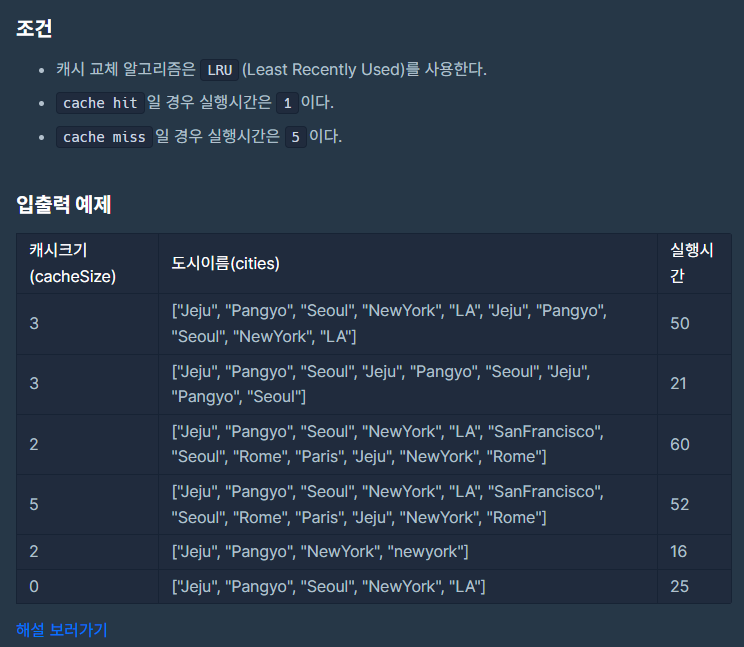 조건
캐시 교체 알고리즘은 LRU (Least Recently Used)를 사용한다.
cache hit 일 경우 실행시간은 1 이다.
cache miss 일 경우 실행시간은 5 이다.
입출력 예제
캐시크기
(cacheSize)
도시이름(cities)
실행시
간
3
["Jeju", "Pangyo", "Seoul", "NewYork", "LA", "Jeju", "Pangyo",
"Seoul", "NewYork", "LA"]
50
3
["Jeju", "Pangyo", "Seoul", "Jeju", "Pangyo", "Seoul", "Jeju",
"Pangyo", "Seoul"]
21
2
["Jeju", "Pangyo", "Seoul", "NewYork", "LA", "SanFrancisco",
"Seoul", "Rome", "Paris", "Jeju", "NewYork", "Rome"]
60
5
["Jeju", "Pangyo", "Seoul", "NewYork", "LA", "SanFrancisco",
"Seoul", "Rome", "Paris", "Jeju", "NewYork", "Rome"]
52
2
["Jeju", "Pangyo", "NewYork", "newyork"]
16
0
["Jeju", "Pangyo", "Seoul", "NewYork", "LA"]
25
해설 보러가기